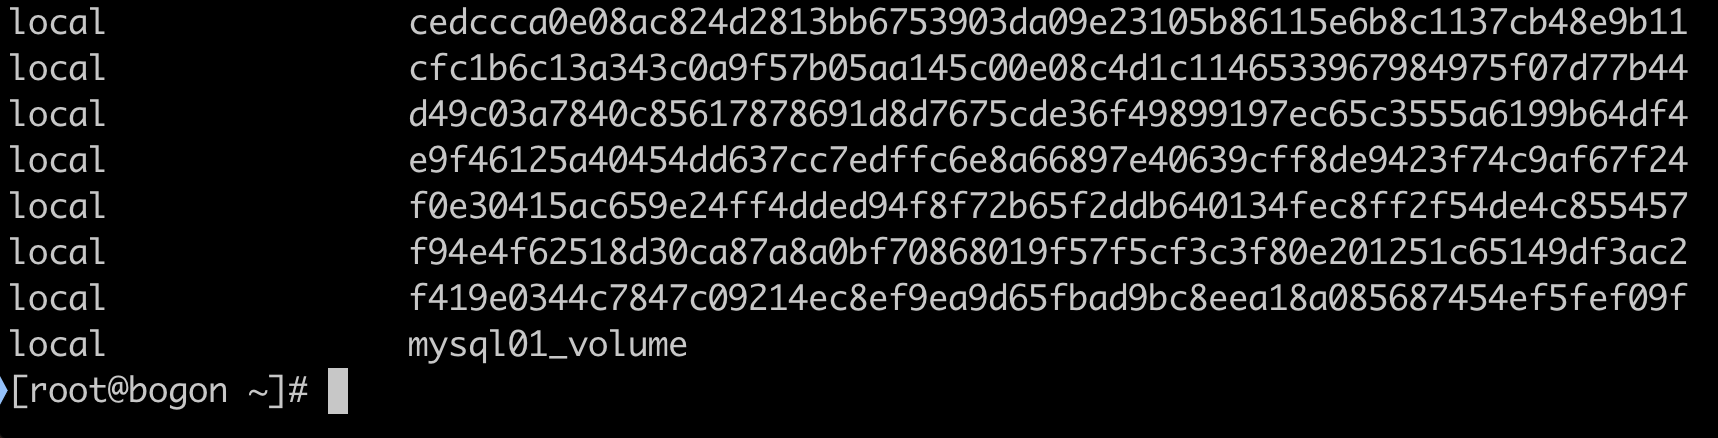 local cedccca0e08ac824d2813bb6753903da09e23105b86115e6b8c1137cb48e9b11
local cfc1b6c13a343c0a9f57b05aa145c00e08c4d1c1146533967984975f07d77b44
local d49c03a7840c85617878691d8d7675cde36f49899197ec65c3555a6199b64df4
local e9f46125a40454dd637cc7edffc6e8a66897e40639cff8de9423f74c9af67f24
local f0e30415ac659e24ff4dded94f8f72b65f2ddb640134fec8ff2f54de4c855457
local f94e4f62518d30ca87a8a0bf70868019f57f5cf3c3f80e201251c65149df3ac2
local f419e0344c7847c09214ec8ef9ea9d65fbad9bc8eea18a085687454ef5fef09f
local mysql01_volume
[root@bogon ~]#